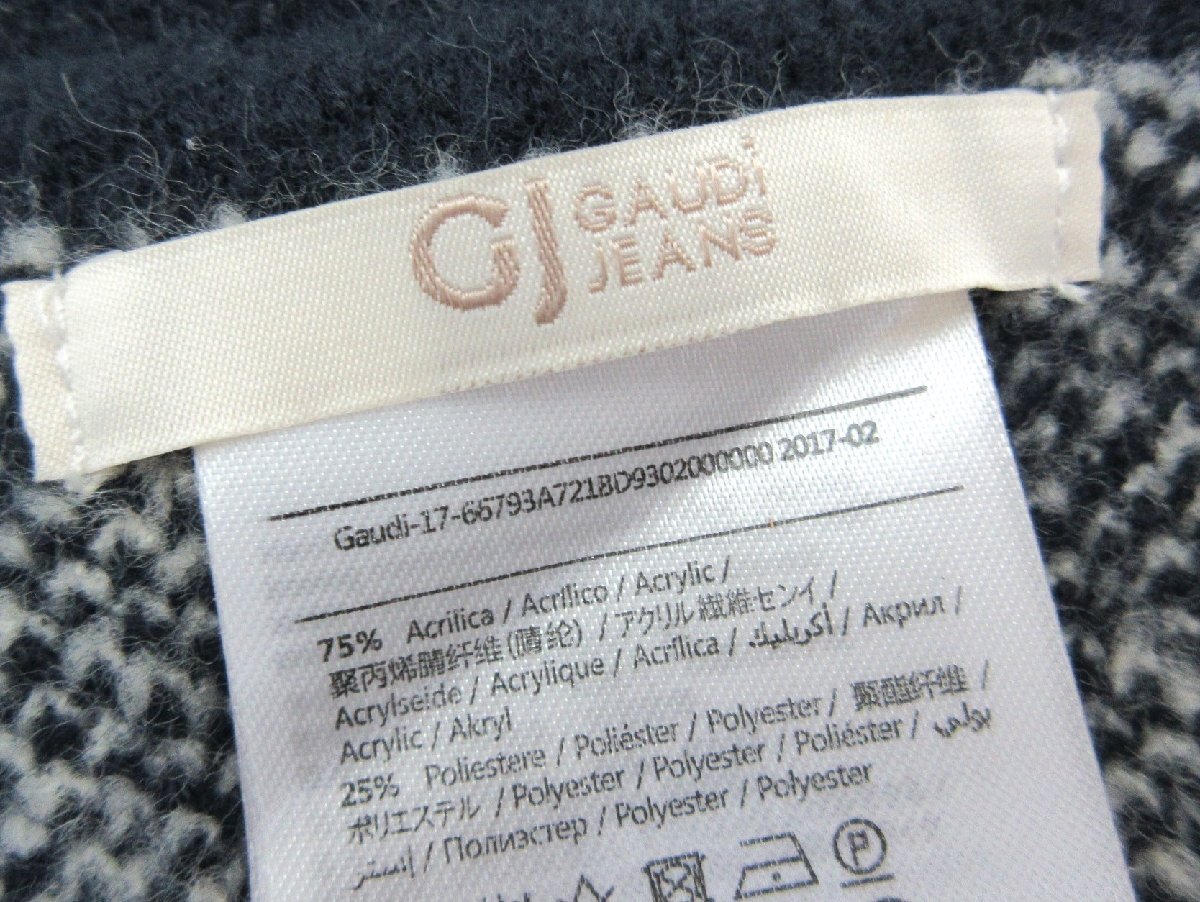 GJ GAUDI
JEANS
Gaudi-17-66793A721BD9302000000 2017-02
75% Acrilica / Acrílico / Acrylic /
聚丙烯腈纤维(腈纶) / アクリル繊維センイ /
Acrylseide / Acrylique / Acrílica / أكريليك / Акрил /
Acrylic / Akryl
25% Poliestere / Poliéster / Polyester / 聚酯纤维 /
ポリエステル / Polyester / Polyester / Poliéster / بولي
إستر / Полиэстер / Polyester / Polyester
P